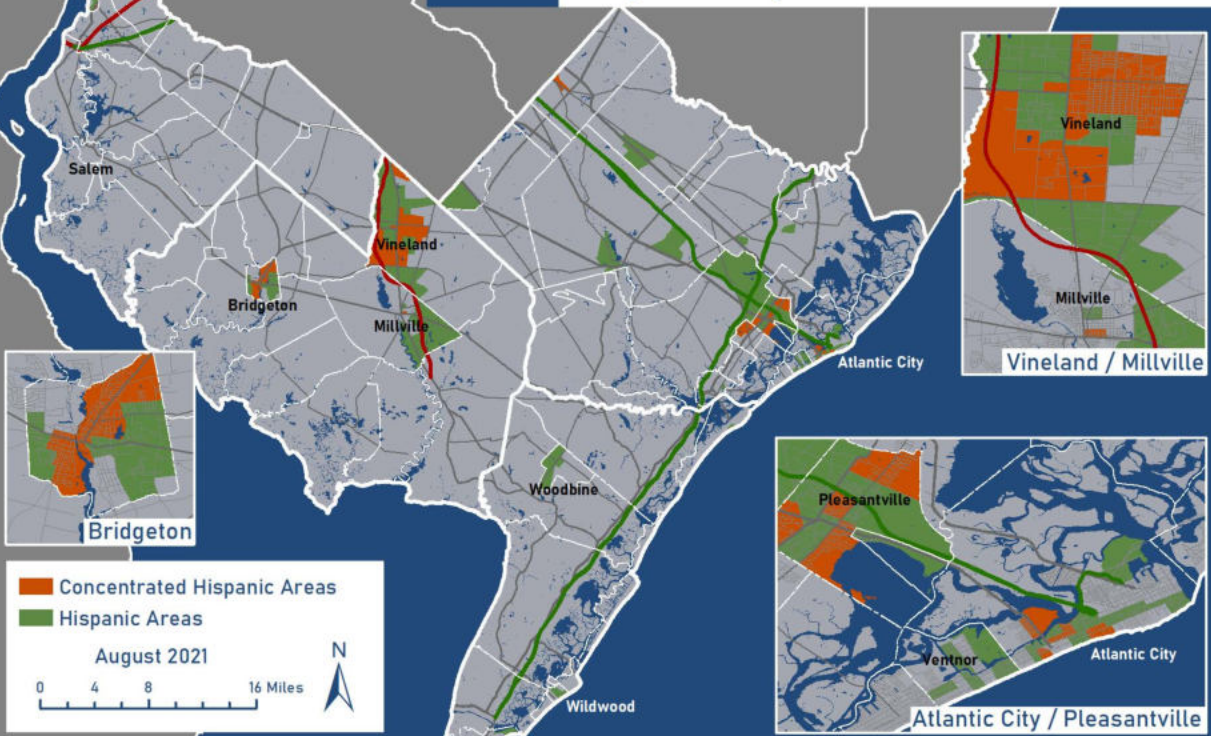 Salem
Vineland
Bridgeton
Millville
Atlantic City
Woodbine
Wildwood
Vineland
Millville
Vineland / Millville
Bridgeton
Pleasantville
Ventnor
Atlantic City
Atlantic City / Pleasantville
Concentrated Hispanic Areas
Hispanic Areas
August 2021
N
0 4 8 16 Miles